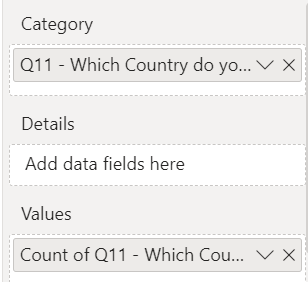 Category
Q11 - Which Country do yo...
Details
Add data fields here
Values
Count of Q11 - Which Cou...